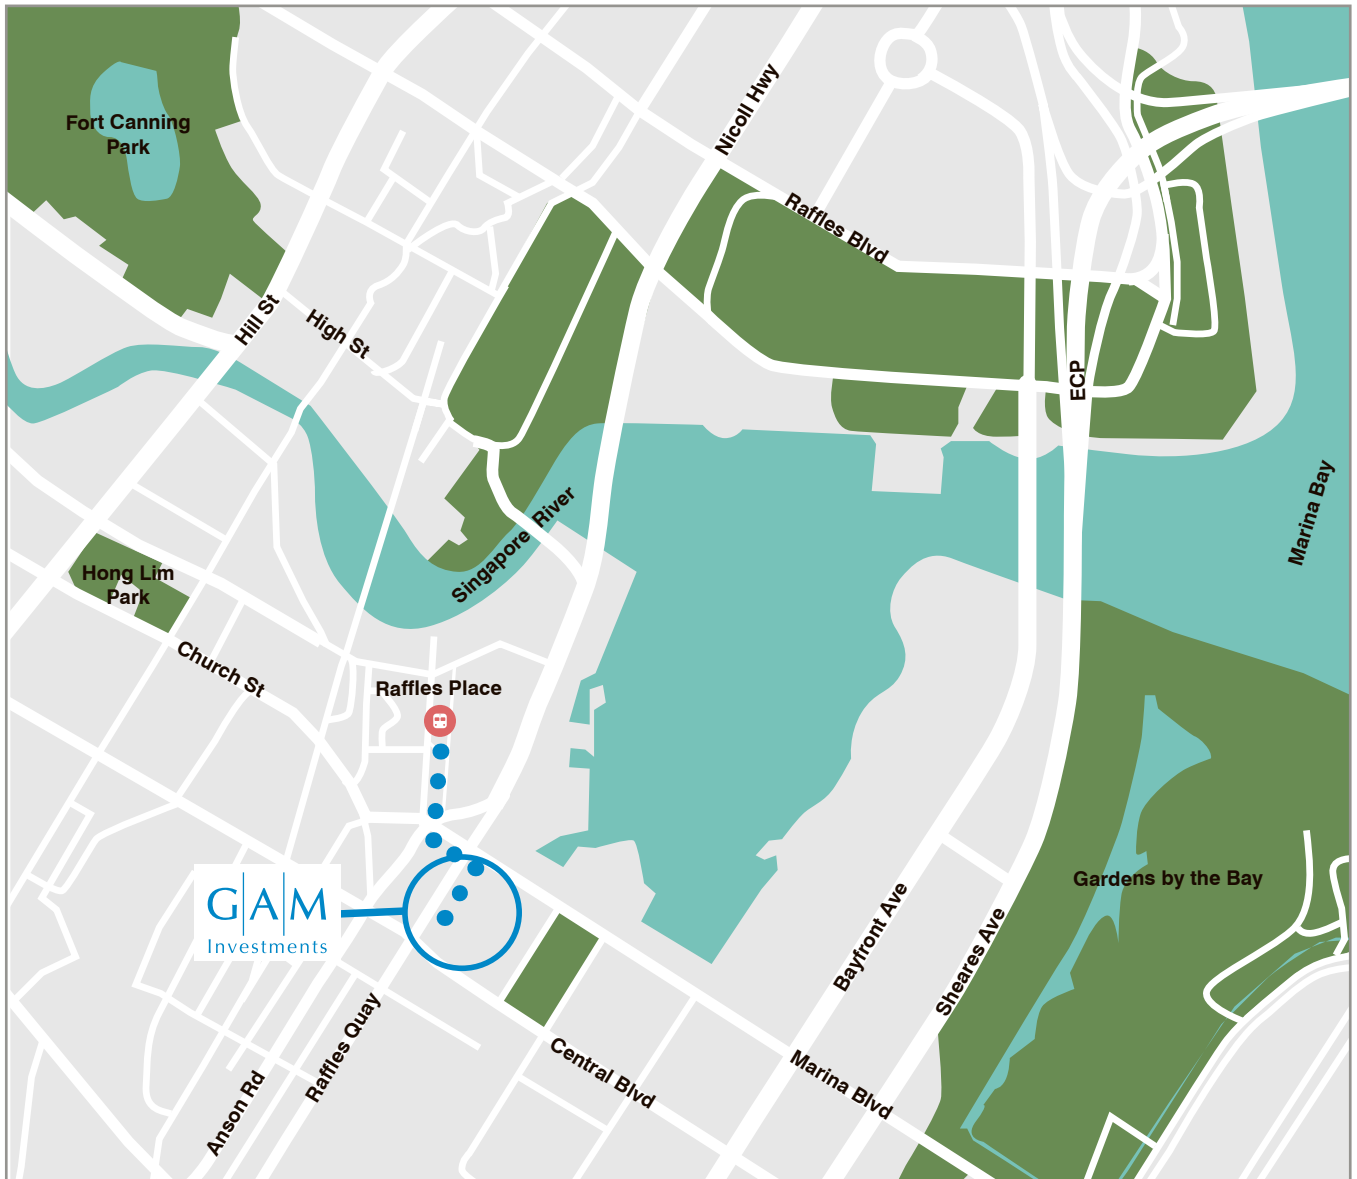 Nicoll Hwy
Fort Canning
Park
Raffles Blvd
Hill St
High St
ECP
Marina Bay
Singapore River
Hong Lim
Park
Church St
Raffles Place
Gardens by the Bay
G|A|M
Investments
Bayfront Ave
Sheares Ave
Raffles Quay
Central Blvd
Marina Blvd
Anson Rd